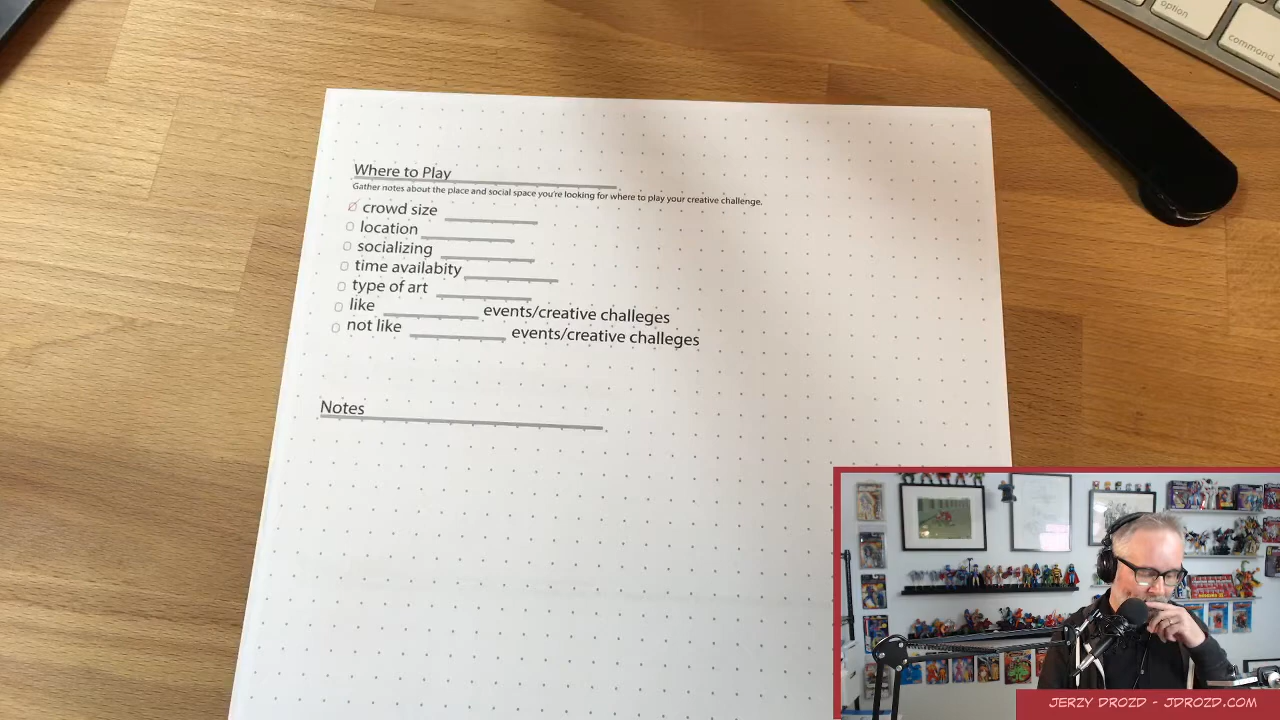 option
command
Where to Play
Gather notes about the place and social space you're looking for where to play your creative challenge.
crowd size
location
socializing
time availabity
type of art
like events/creative challeges
not like events/creative challeges
Notes
JERZY DROZD - JDROZD.COM